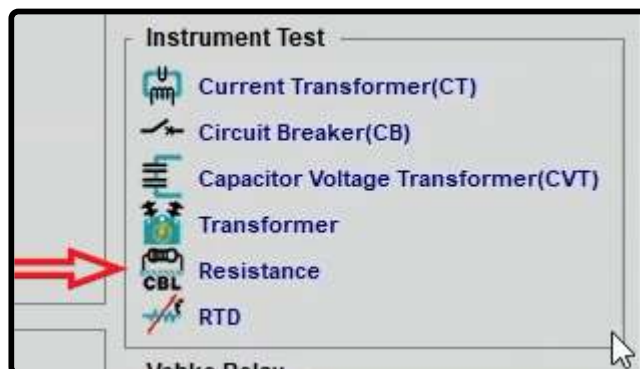 Instrument Test
Current Transformer(CT)
Circuit Breaker(CB)
Capacitor Voltage Transformer(CVT)
Transformer
CBL Resistance
RTD